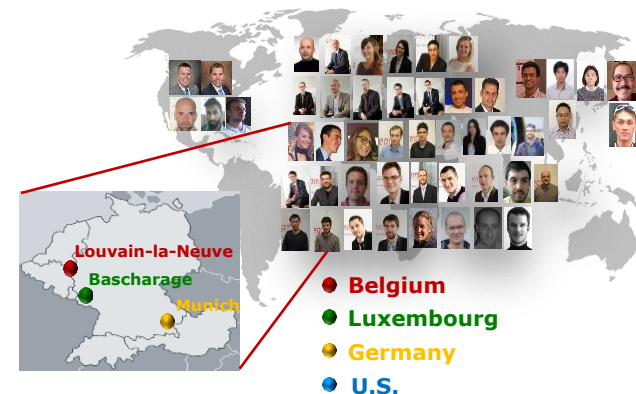 Louvain-la-Neuve
Bascharage
Munich
Belgium
Luxembourg
Germany
U.S.